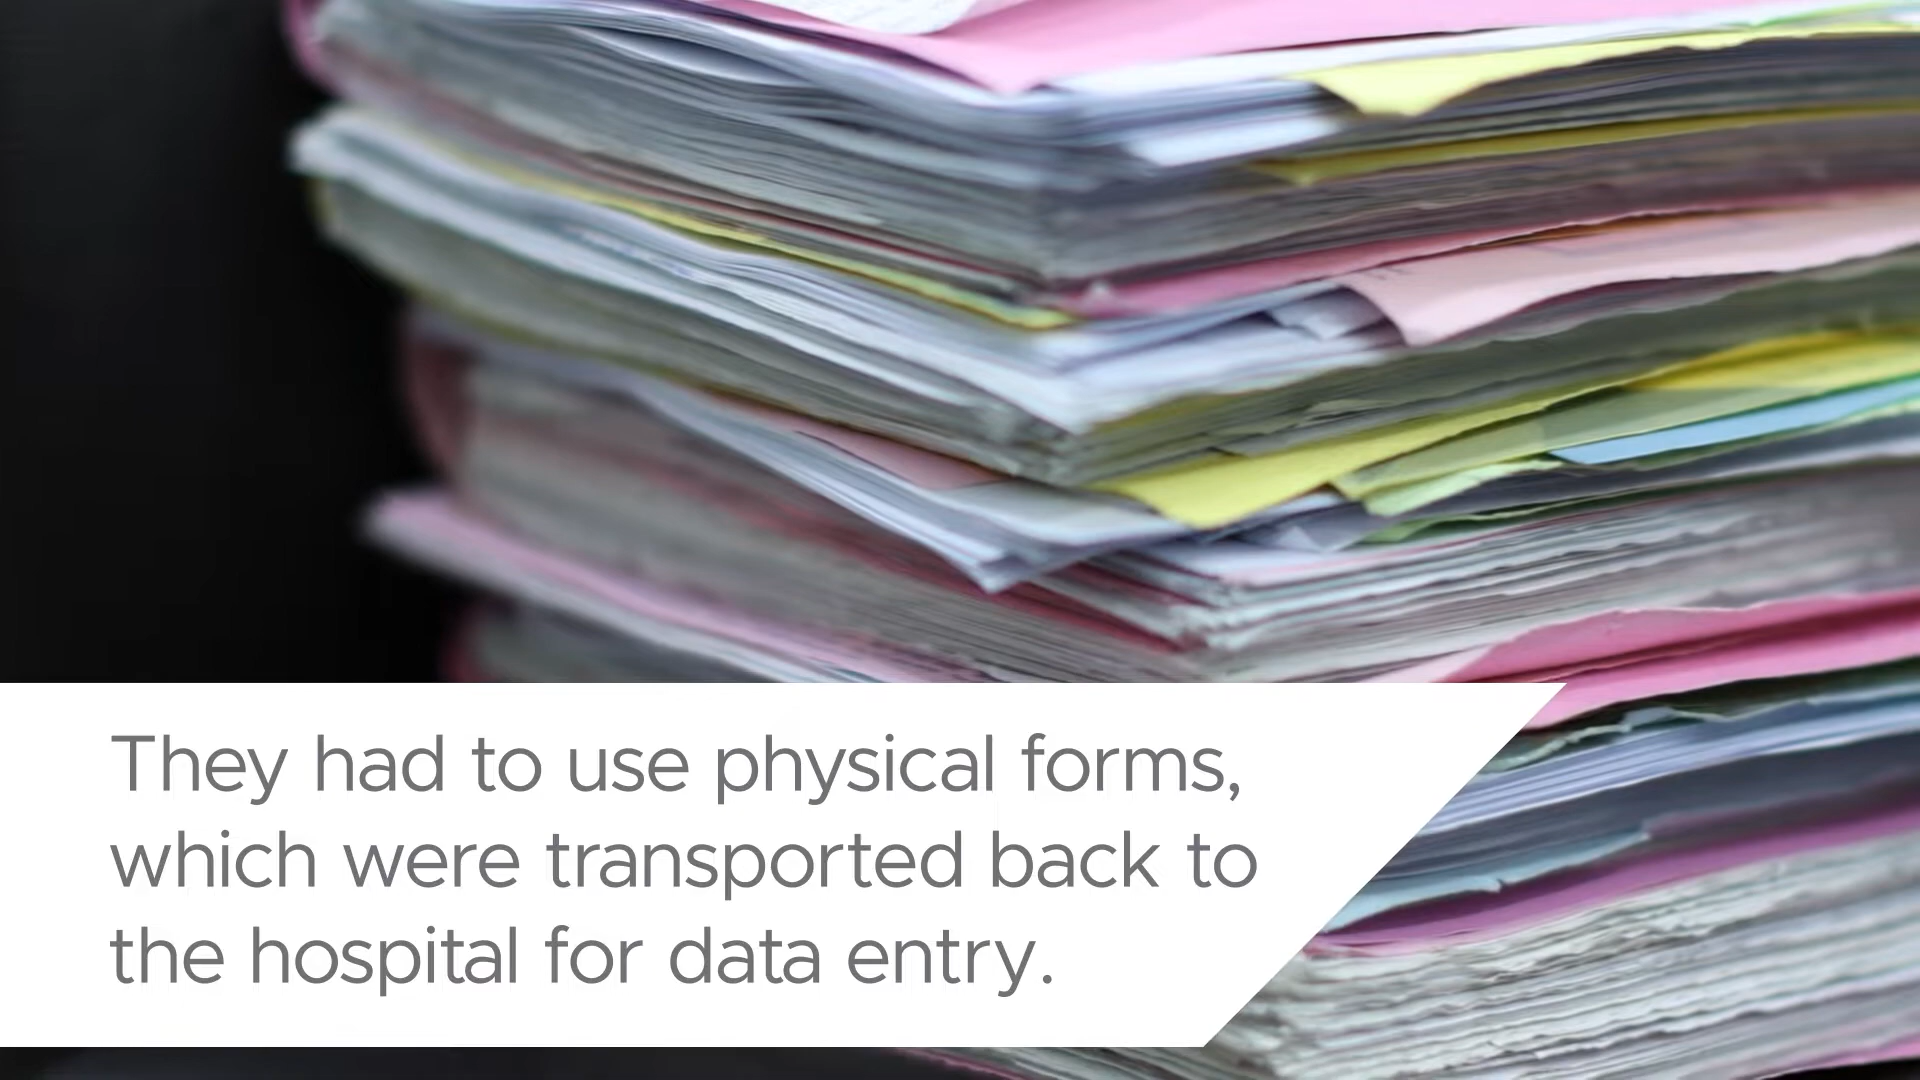 They had to use physical forms,
which were transported back to
the hospital for data entry.